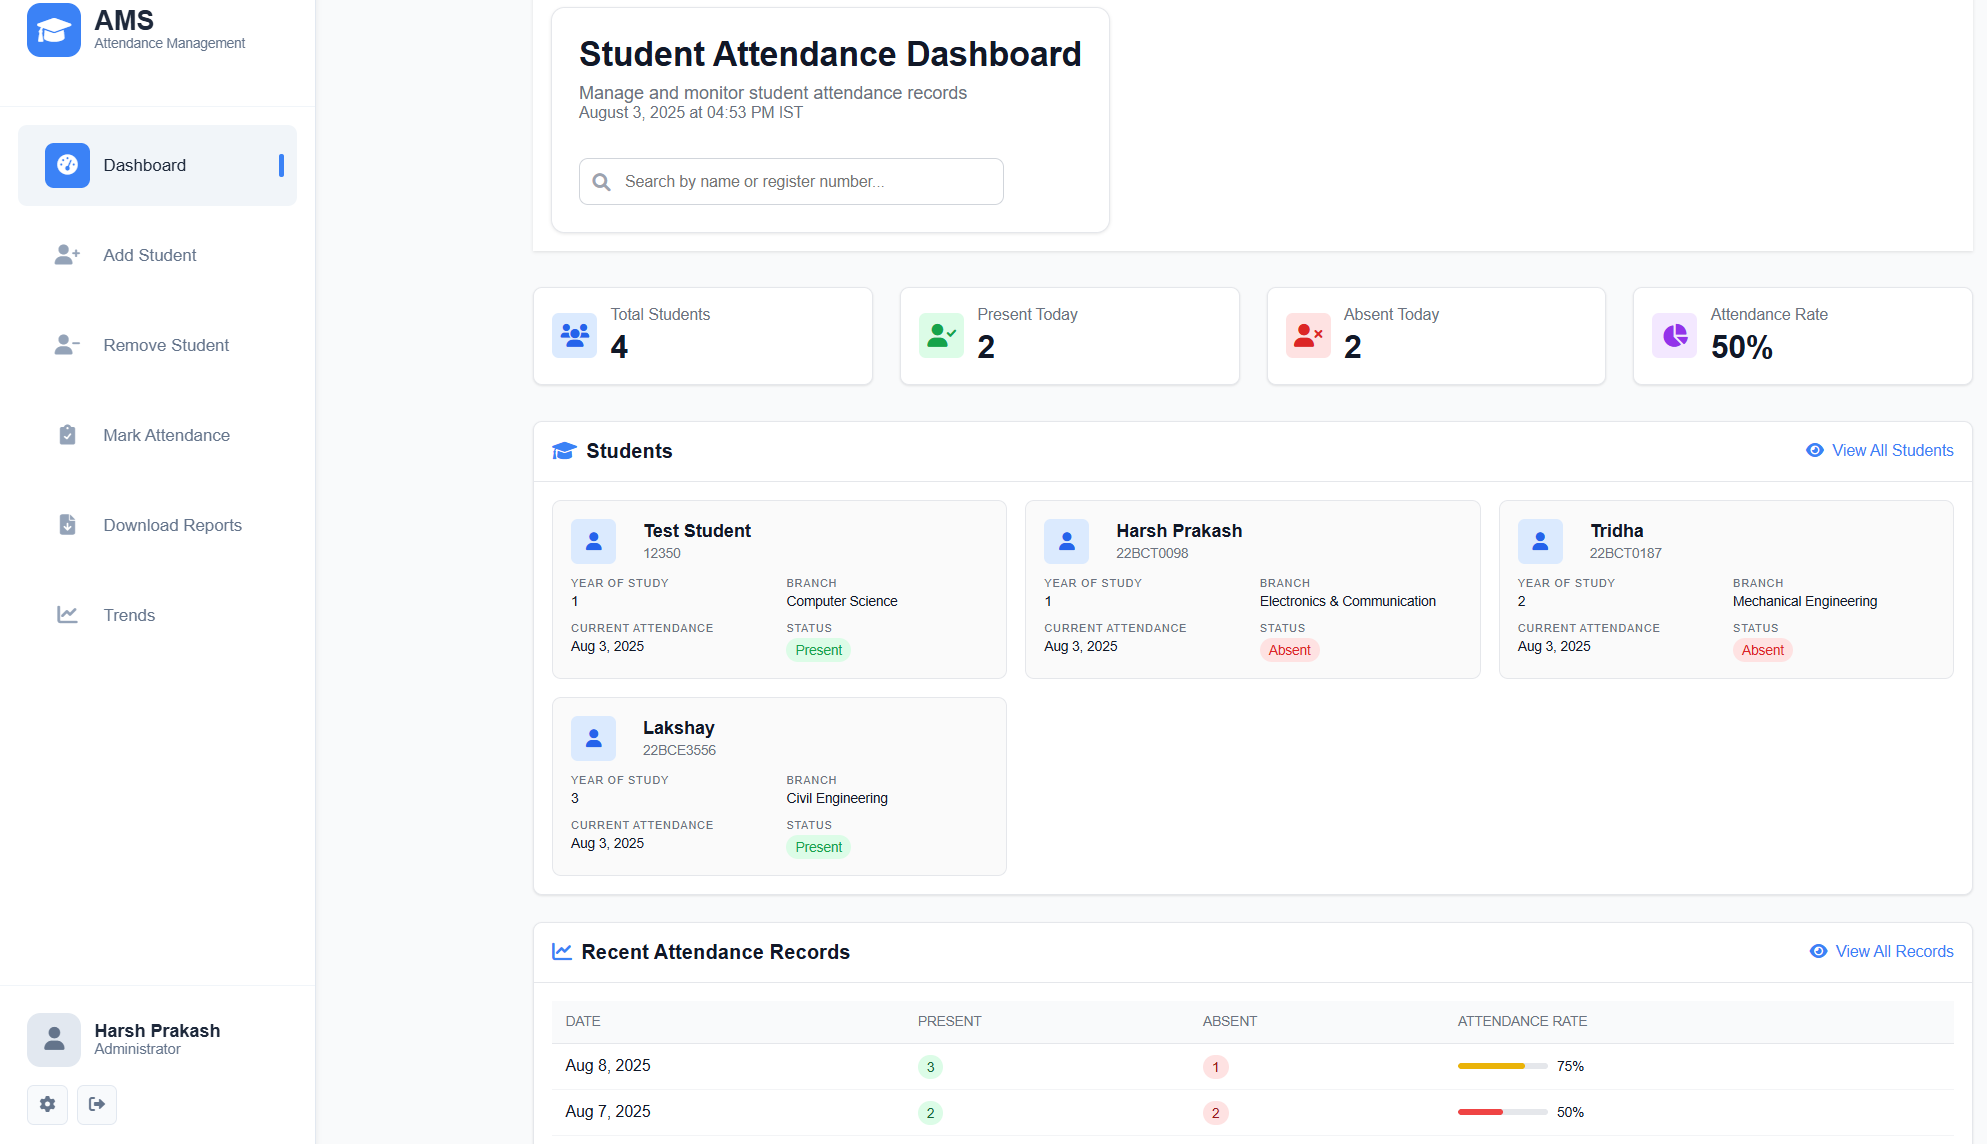 AMS
Attendance Management
Dashboard
Add Student
Remove Student
Mark Attendance
Download Reports
Trends
Harsh Prakash
Administrator
Student Attendance Dashboard
Manage and monitor student attendance records
August 3, 2025 at 04:53 PM IST
Search by name or register number...
Total Students
4
Present Today
2
Absent Today
2
Attendance Rate
50%
Students
View All Students
Test Student
12350
YEAR OF STUDY
1
BRANCH
Computer Science
CURRENT ATTENDANCE
Aug 3, 2025
STATUS
Present
Harsh Prakash
22BCT0098
YEAR OF STUDY
1
BRANCH
Electronics & Communication
CURRENT ATTENDANCE
Aug 3, 2025
STATUS
Absent
Tridha
22BCT0187
YEAR OF STUDY
2
BRANCH
Mechanical Engineering
CURRENT ATTENDANCE
Aug 3, 2025
STATUS
Absent
Lakshay
22BCE3556
YEAR OF STUDY
3
BRANCH
Civil Engineering
CURRENT ATTENDANCE
Aug 3, 2025
STATUS
Present
Recent Attendance Records
View All Records
DATE PRESENT ABSENT ATTENDANCE RATE
Aug 8, 2025 3 1 75%
Aug 7, 2025 2 2 50%